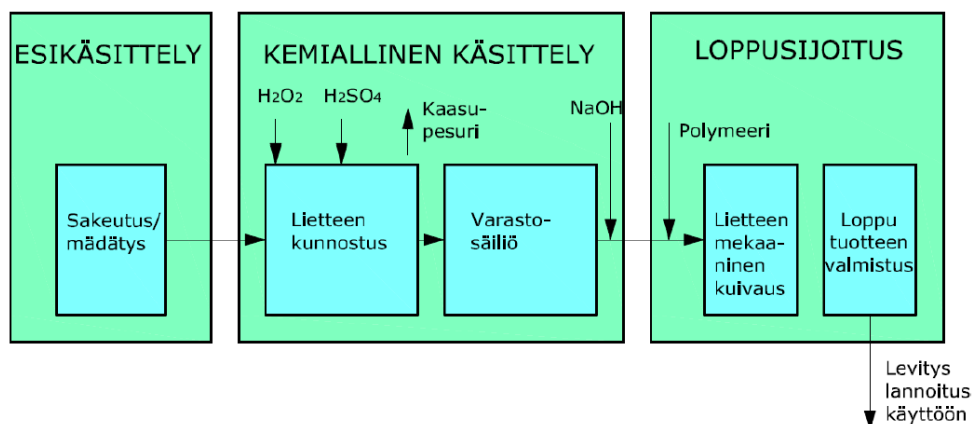 ESIKÄSITTELY
KEMIALLINEN KÄSITTELY
LOPPUSIJOITUS
H2O2
H2SO4
Kaasu-
pesuri
NaOH
Polymeeri
Sakeutus/
mädätys
Lietteen
kunnostus
Varasto-
säiliö
Lietteen
mekaa-
ninen
kuivaus
Loppu
tuotteen
valmistus
Levitys
lannoitus
käyttöön